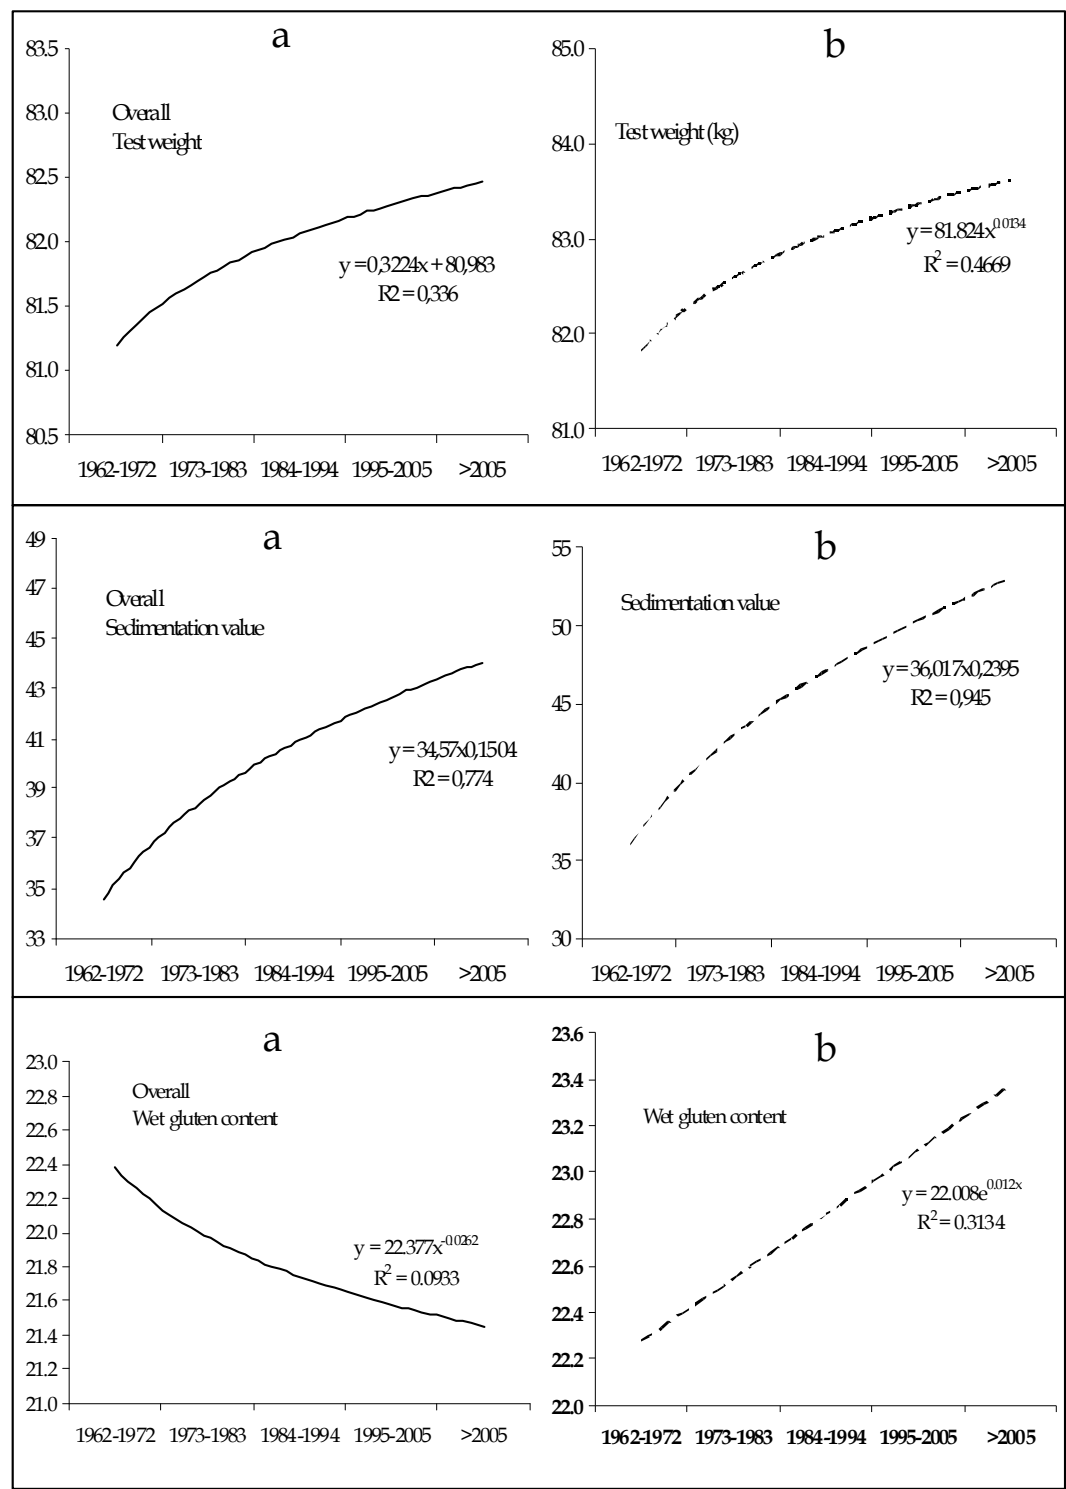 a
83.5
83.0
82.5
82.0
81.5
81.0
80.5
Overall
Test weight
y = 0,3224x + 80,983
R2 = 0,336
1962-1972 1973-1983 1984-1994 1995-2005 >2005
b
85.0
84.0
83.0
82.0
81.0
Test weight (kg)
y = 81.824x^0.0134
R² = 0.4669
1962-1972 1973-1983 1984-1994 1995-2005 >2005
a
49
47
45
43
41
39
37
35
33
Overall
Sedimentation value
y = 34,57x0,1504
R2 = 0,774
1962-1972 1973-1983 1984-1994 1995-2005 >2005
b
55
50
45
40
35
30
Sedimentation value
y = 36,017x0,2395
R2 = 0,945
1962-1972 1973-1983 1984-1994 1995-2005 >2005
a
23.0
22.8
22.6
22.4
22.2
22.0
21.8
21.6
21.4
21.2
21.0
Overall
Wet gluten content
y = 22.377x^-0.0262
R² = 0.0933
1962-1972 1973-1983 1984-1994 1995-2005 >2005
b
23.6
23.4
23.2
23.0
22.8
22.6
22.4
22.2
22.0
Wet gluten content
y = 22.008e^0.012x
R² = 0.3134
1962-1972 1973-1983 1984-1994 1995-2005 >2005